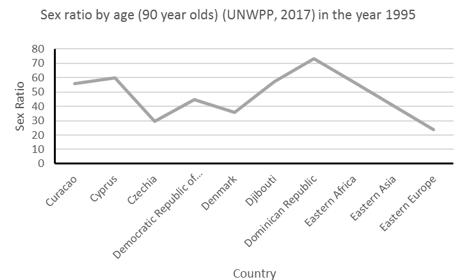 Sex ratio by age (90 year olds) (UNWPP, 2017) in the year 1995
80
70
60
50
40
30
20
10
0
Sex Ratio
Curacao
Cyprus
Czechia
Democratic Republic of...
Denmark
Djibouti
Dominican Republic
Eastern Africa
Eastern Asia
Eastern Europe
Country